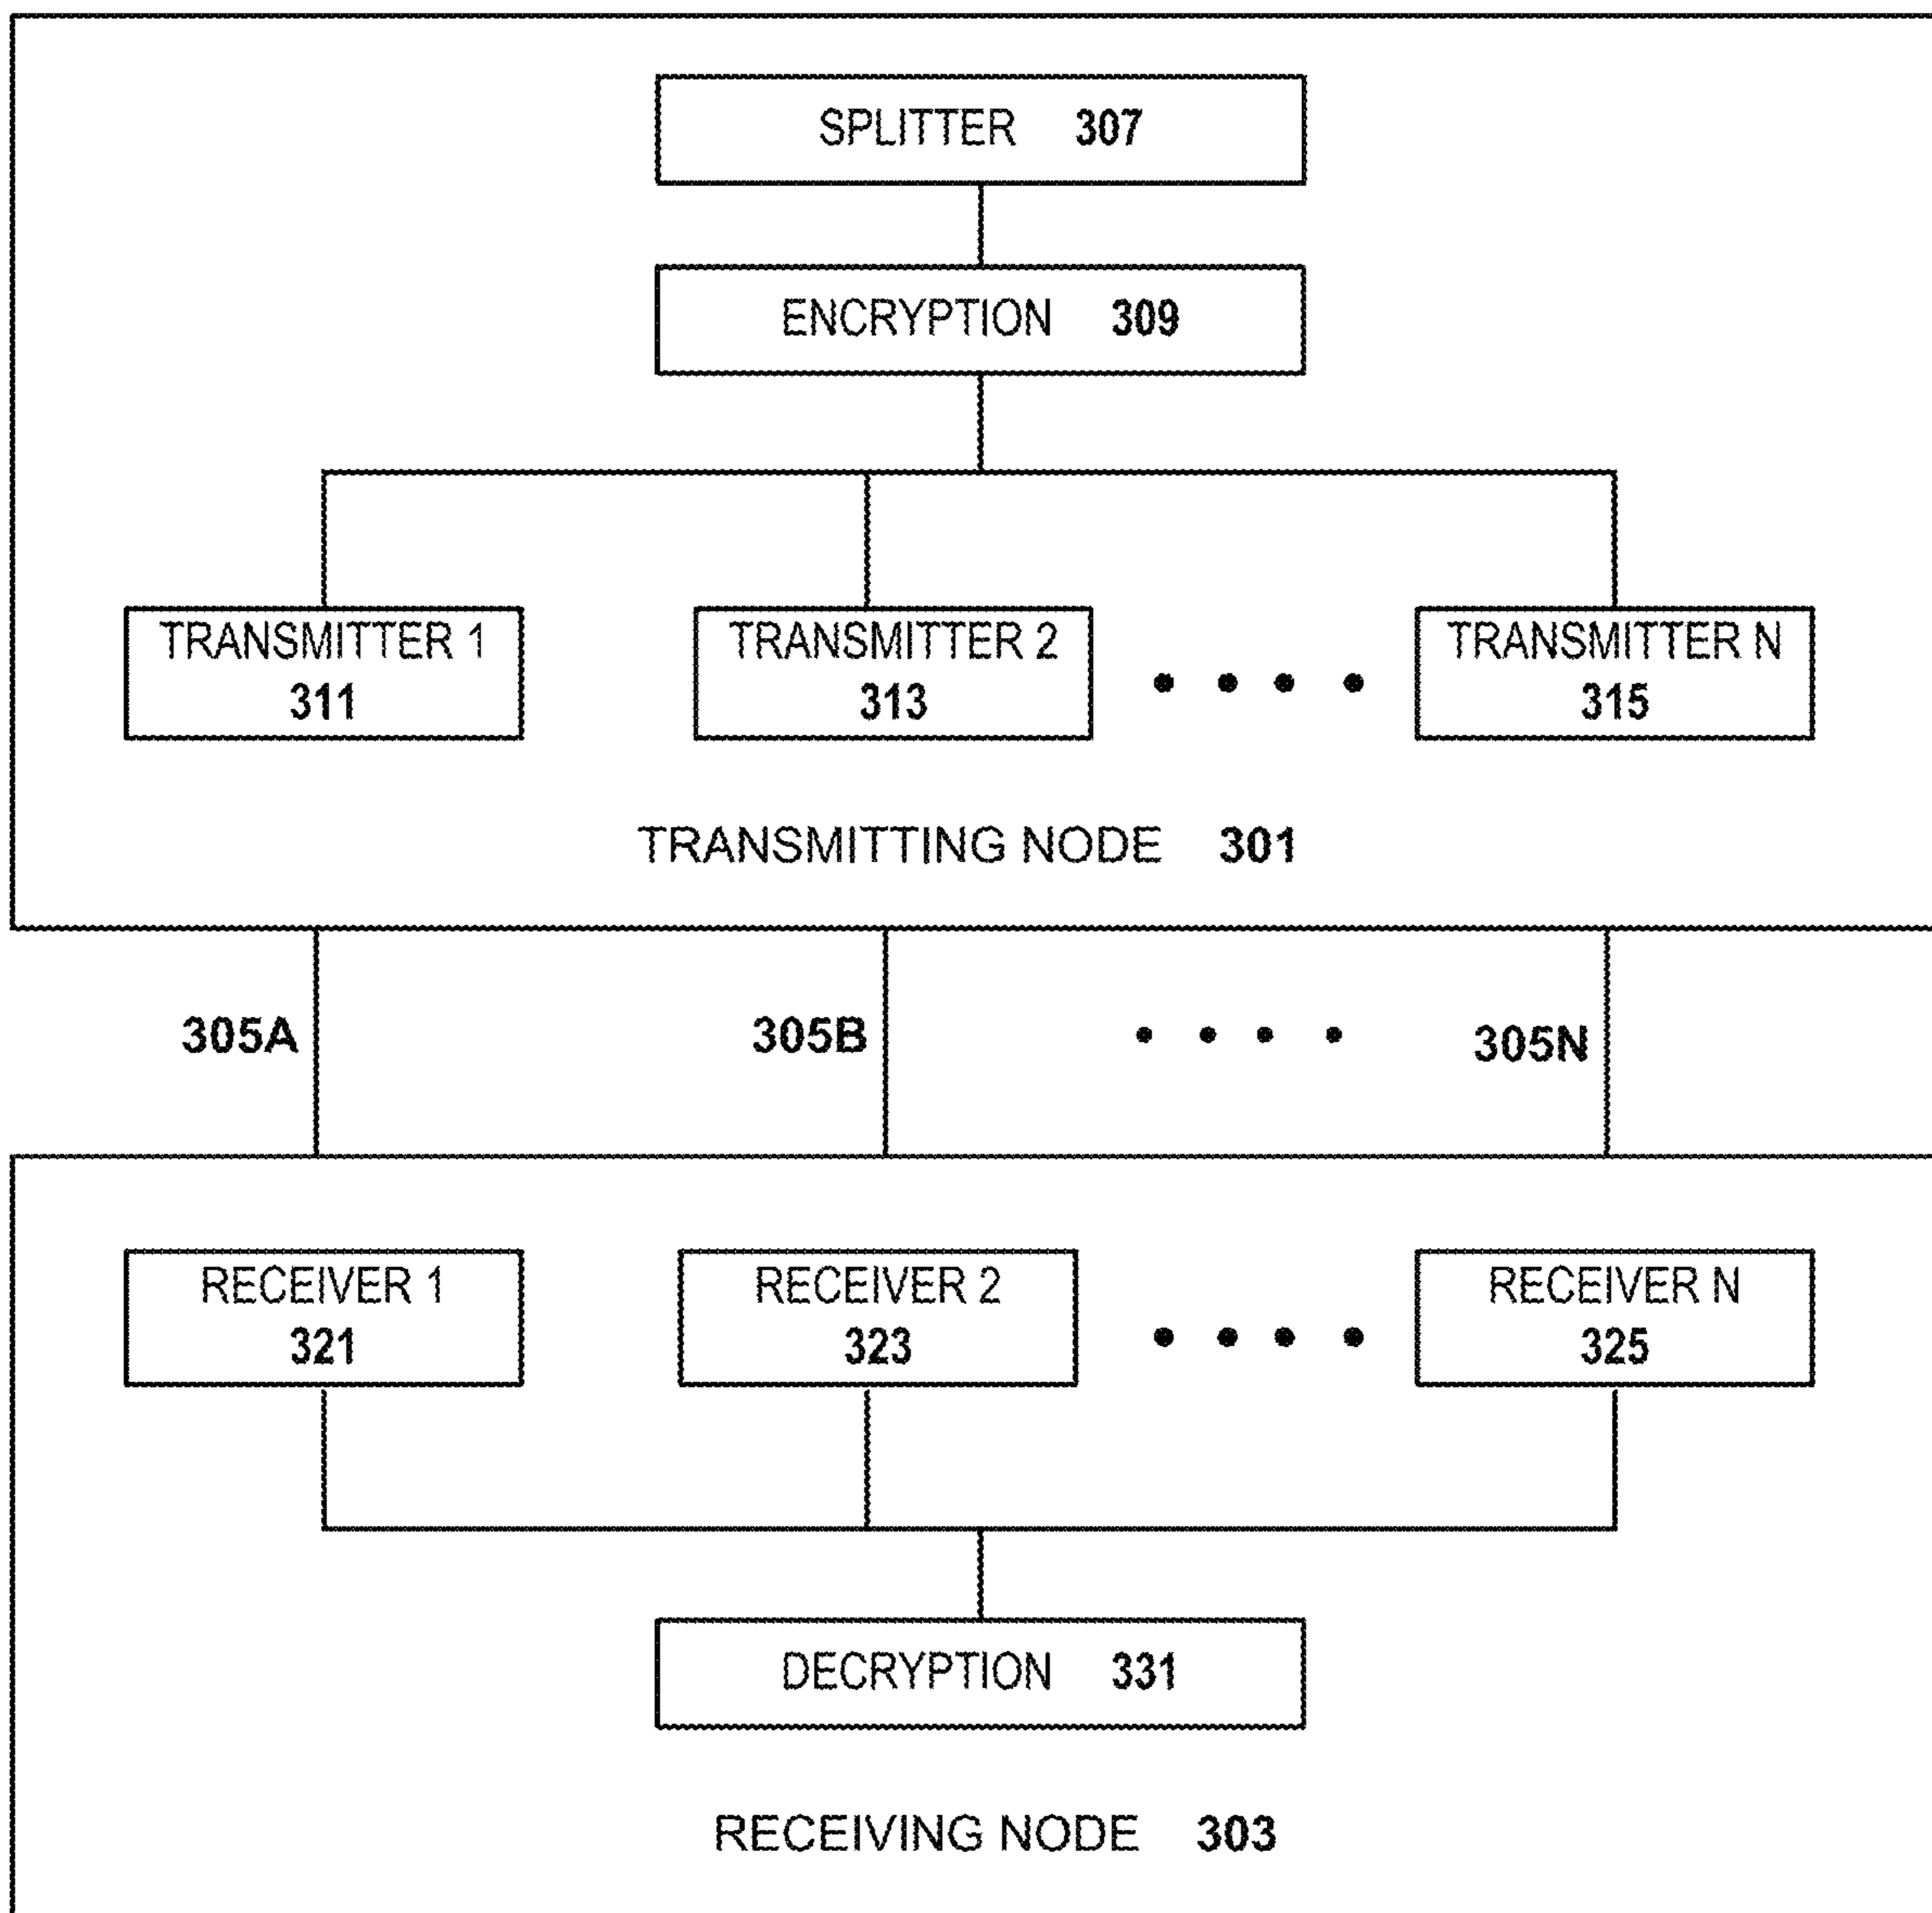 SPLITTER 307
ENCRYPTION 309
TRANSMITTER 1
311
TRANSMITTER 2
313
TRANSMITTER N
315
TRANSMITTING NODE 301
305A
305B
305N
RECEIVER 1
321
RECEIVER 2
323
RECEIVER N
325
DECRYPTION 331
RECEIVING NODE 303